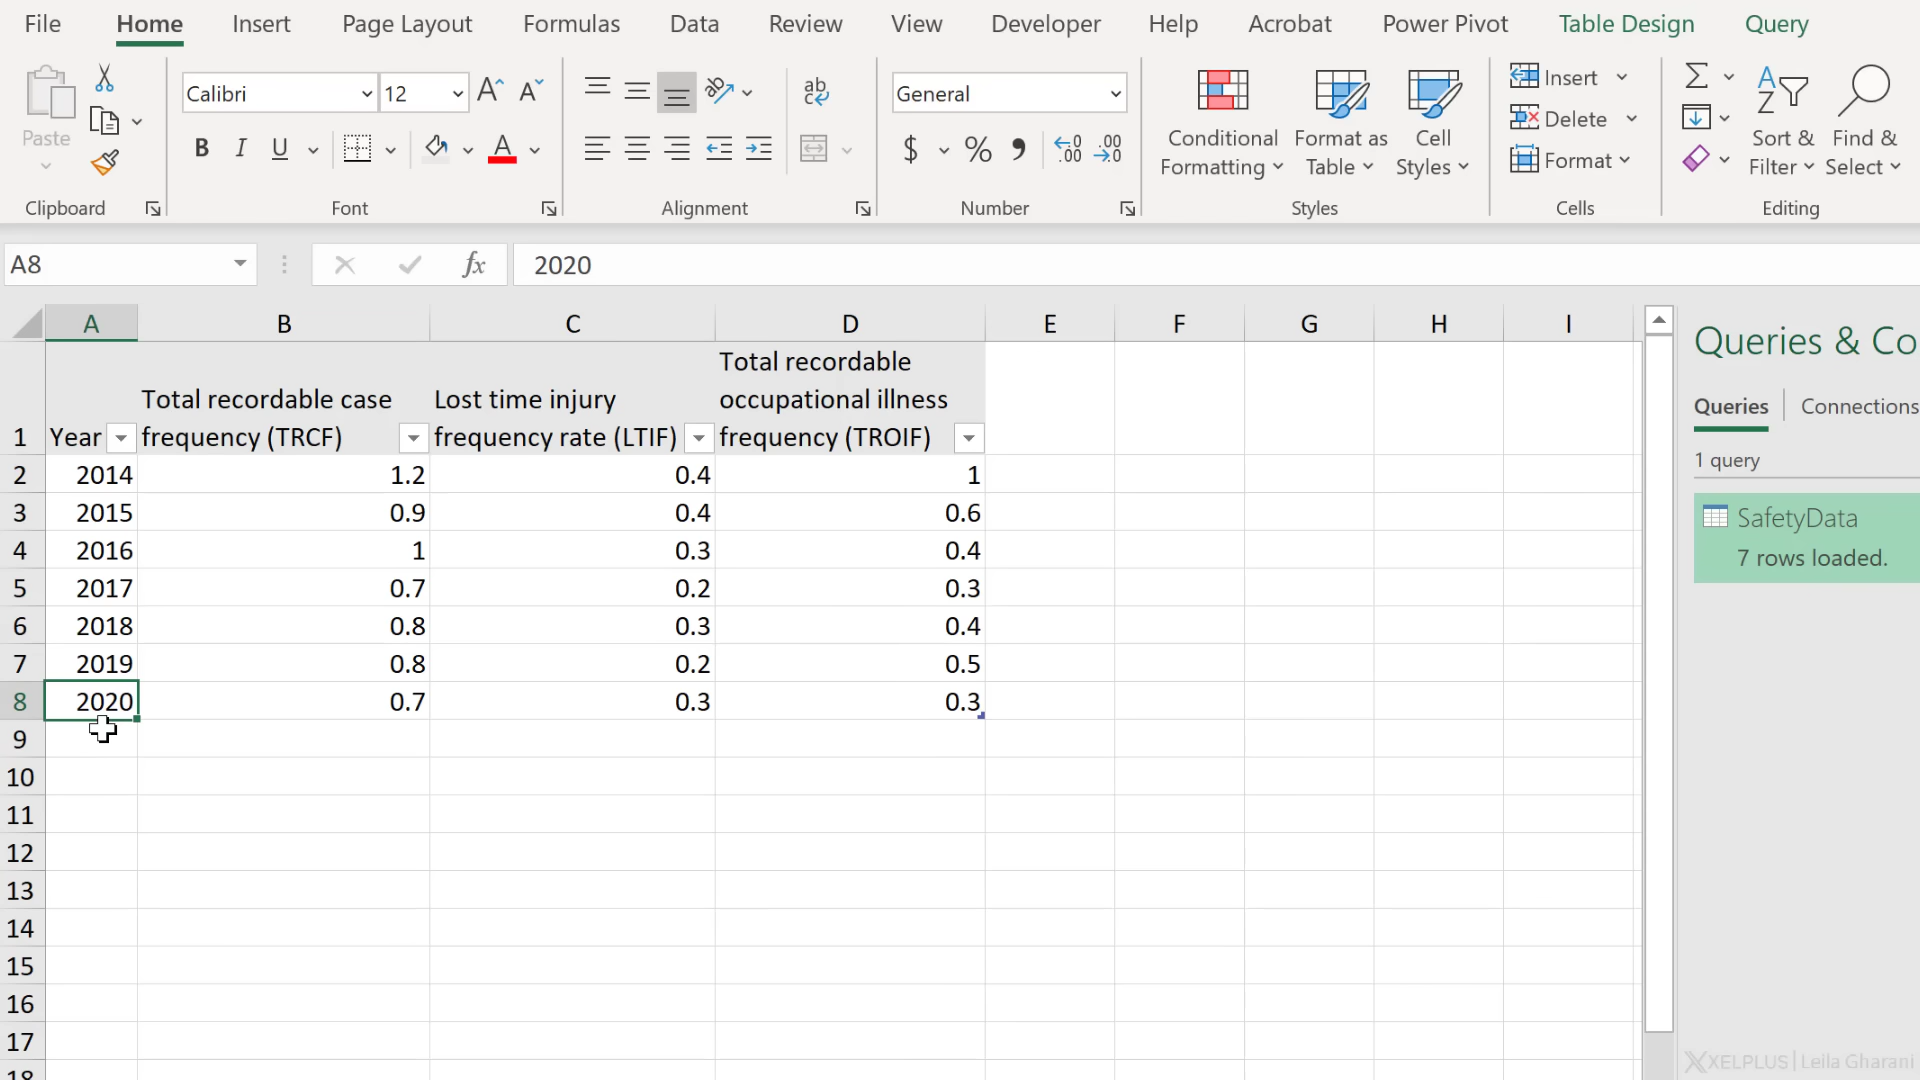 File Home Insert Page Layout Formulas Data Review View Developer Help Acrobat Power Pivot Table Design Query
Paste
Clipboard
Calibri 12
B I U A
Font
ab
Alignment
General
$ % 9 .00 .00
Number
Conditional Formatting
Format as Table
Cell Styles
Styles
Insert
Delete
Format
Cells
Sort & Filter
Find & Select
Editing
A8 fx 2020
A B C D E F G H I
1 Year Total recordable case frequency (TRCF) Lost time injury frequency rate (LTIF) Total recordable occupational illness frequency (TROIF)
2 2014 1.2 0.4 1
3 2015 0.9 0.4 0.6
4 2016 1 0.3 0.4
5 2017 0.7 0.2 0.3
6 2018 0.8 0.3 0.4
7 2019 0.8 0.2 0.5
8 2020 0.7 0.3 0.3
9
10
11
12
13
14
15
16
17
18
Queries & Co
Queries Connections
1 query
SafetyData
7 rows loaded.
XELPLUS | Leila Gharani